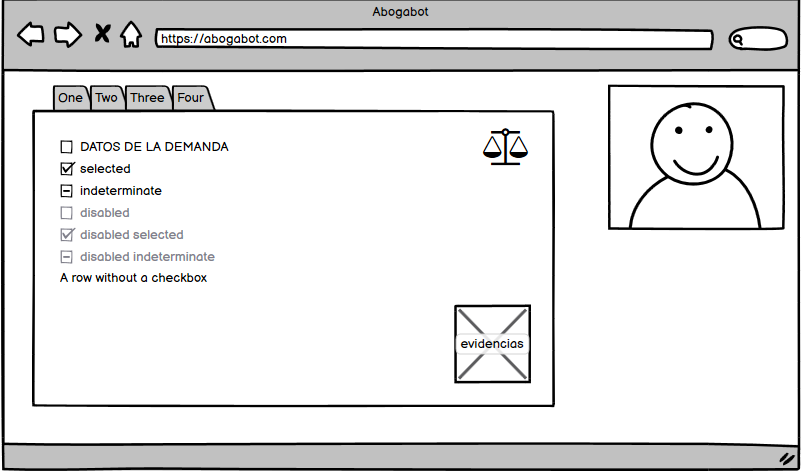 Abogabot
https://abogabot.com
One Two Three Four
DATOS DE LA DEMANDA
selected
indeterminate
disabled
disabled selected
disabled indeterminate
A row without a checkbox
evidencias